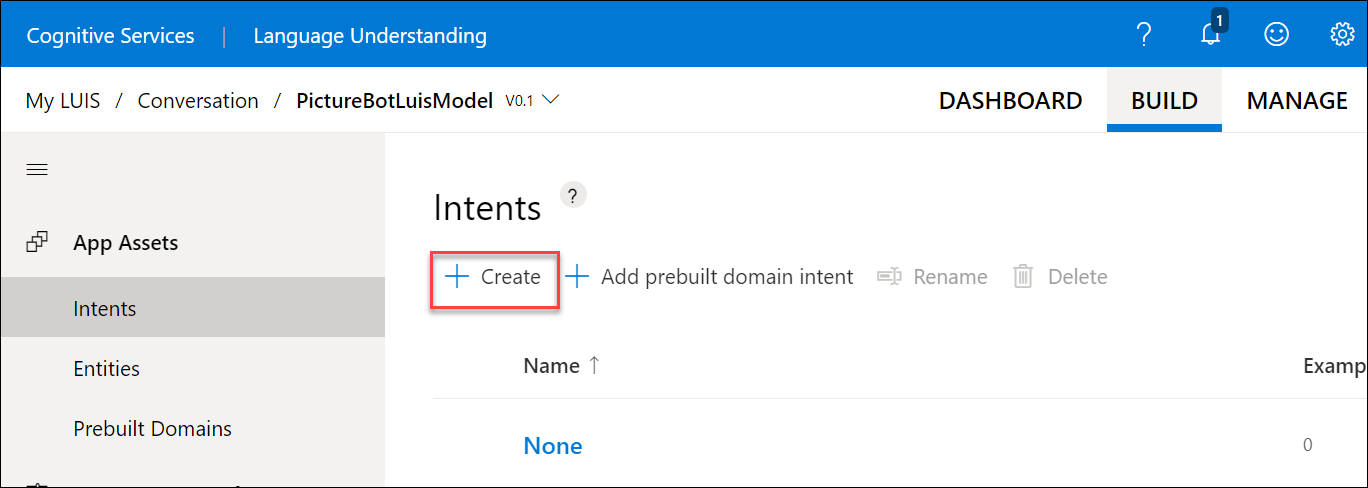 Cognitive Services | Language Understanding ? 1
My LUIS / Conversation / PictureBotLuisModel V0.1 DASHBOARD BUILD MANAGE
Intents ?
App Assets
+ Create + Add prebuilt domain intent Rename Delete
Intents
Entities
Prebuilt Domains
Name ↑ Examp
None 0